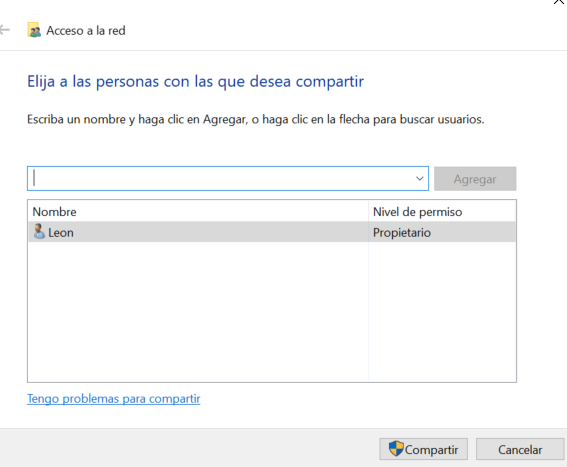 Acceso a la red
Elija a las personas con las que desea compartir
Escriba un nombre y haga clic en Agregar, o haga clic en la flecha para buscar usuarios.
Agregar
Nombre Nivel de permiso
Leon Propietario
Tengo problemas para compartir
Compartir Cancelar